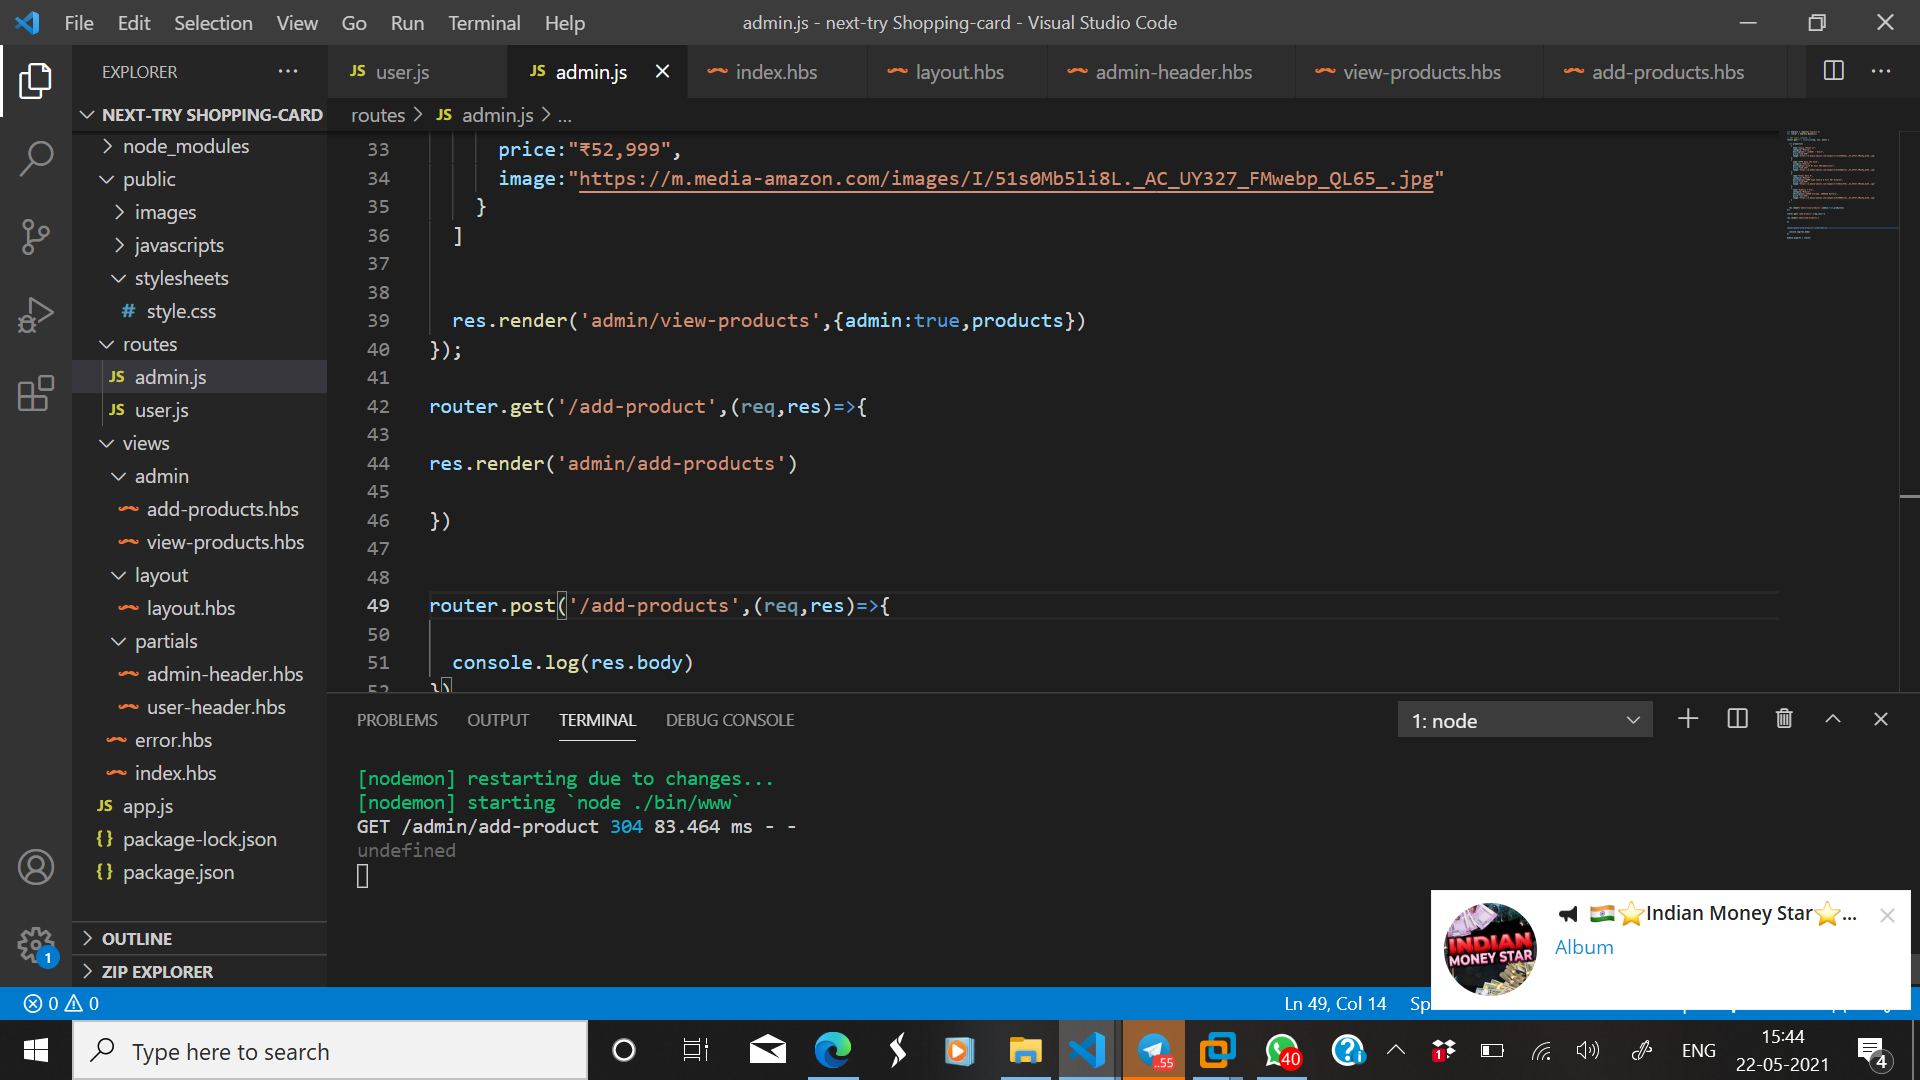 File Edit Selection View Go Run Terminal Help
admin.js - next-try Shopping-card - Visual Studio Code
EXPLORER
JS user.js
JS admin.js
index.hbs
layout.hbs
admin-header.hbs
view-products.hbs
add-products.hbs
NEXT-TRY SHOPPING-CARD
routes > JS admin.js > ...
node_modules
public
images
javascripts
stylesheets
# style.css
routes
JS admin.js
JS user.js
views
admin
add-products.hbs
view-products.hbs
layout
layout.hbs
partials
admin-header.hbs
user-header.hbs
error.hbs
index.hbs
JS app.js
{} package-lock.json
{} package.json
OUTLINE
ZIP EXPLORER
33 price:"₹52,999",
34 image:"https://m.media-amazon.com/images/I/51s0Mb5li8L._AC_UY327_FMwebp_QL65_.jpg"
35 }
36 ]
37
38
39 res.render('admin/view-products',{admin:true,products})
40 });
41
42 router.get('/add-product',(req,res)=>{
43
44 res.render('admin/add-products')
45
46 })
47
48
49 router.post('/add-products',(req,res)=>{
50
51 console.log(res.body)
52 })
PROBLEMS OUTPUT TERMINAL DEBUG CONSOLE
1: node
[nodemon] restarting due to changes...
[nodemon] starting `node ./bin/www`
GET /admin/add-product 304 83.464 ms - -
undefined
🇮🇳⭐Indian Money Star⭐...
Album
INDIAN
MONEY STAR
1
0 0
Ln 49, Col 14
Sp
Type here to search
..55
40
1
ENG
15:44
22-05-2021
4